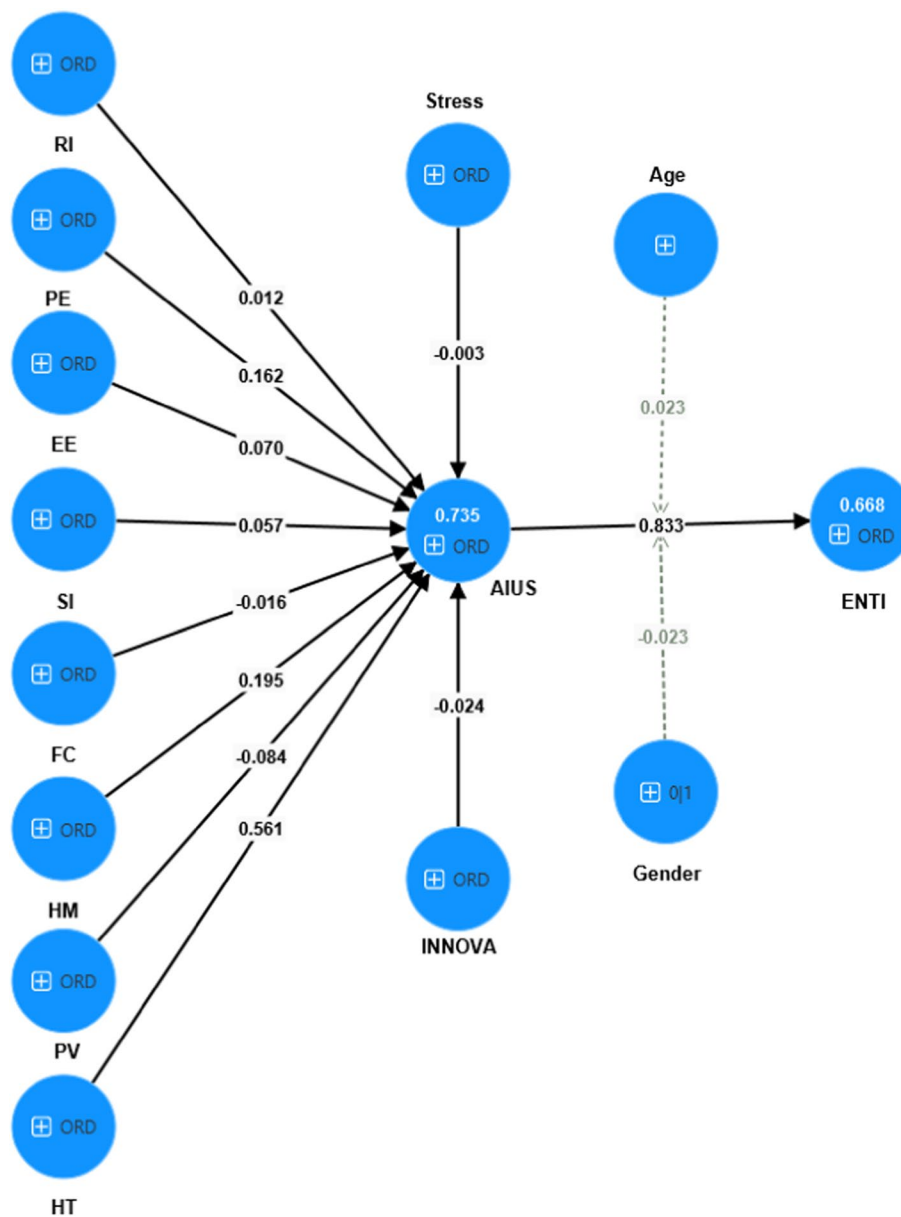 ORD
RI
ORD
PE
ORD
EE
ORD
SI
ORD
FC
ORD
HM
ORD
PV
ORD
HT
0.012
0.162
0.070
0.057
-0.016
0.195
-0.084
0.561
Stress
ORD
-0.003
0.735
ORD
AIUS
-0.024
ORD
INNOVA
Age
0.023
0.833
-0.023
0|1
Gender
0.668
ORD
ENTI